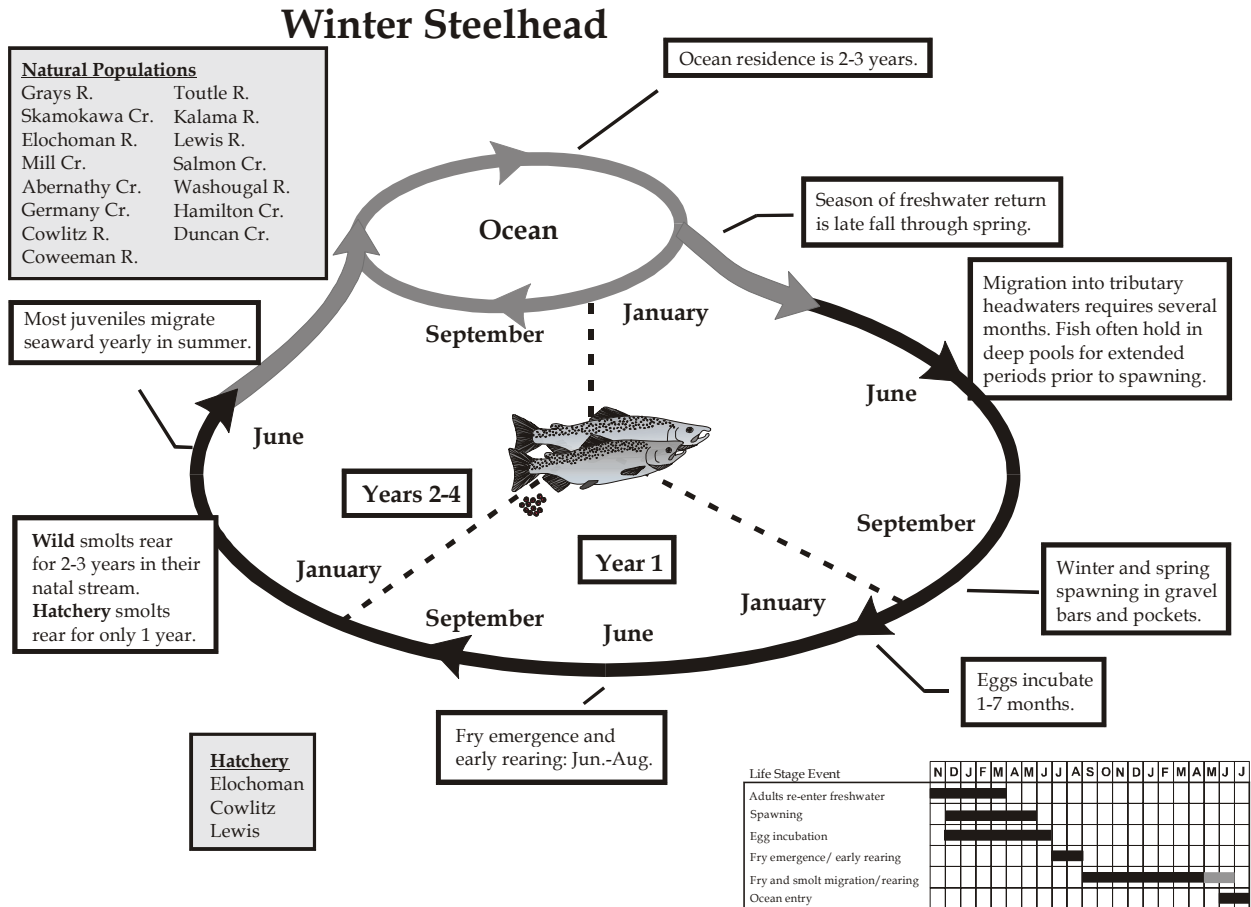 Winter Steelhead
Natural Populations
Grays R.
Skamokawa Cr.
Elochoman R.
Mill Cr.
Abernathy Cr.
Germany Cr.
Cowlitz R.
Coweeman R.
Toutle R.
Kalama R.
Lewis R.
Salmon Cr.
Washougal R.
Hamilton Cr.
Duncan Cr.
Ocean residence is 2-3 years.
Season of freshwater return
is late fall through spring.
Ocean
Migration into tributary
headwaters requires several
months. Fish often hold in
deep pools for extended
periods prior to spawning.
Most juveniles migrate
seaward yearly in summer.
September
January
June
June
Years 2-4
September
Wild smolts rear
for 2-3 years in their
natal stream.
Hatchery smolts
rear for only 1 year.
January
Year 1
January
September
June
Winter and spring
spawning in gravel
bars and pockets.
Eggs incubate
1-7 months.
Fry emergence and
early rearing: Jun.-Aug.
Hatchery
Elochoman
Cowlitz
Lewis
Life Stage Event N D J F M A M J J A S O N D J F M A M J J
Adults re-enter freshwater
Spawning
Egg incubation
Fry emergence/ early rearing
Fry and smolt migration/rearing
Ocean entry